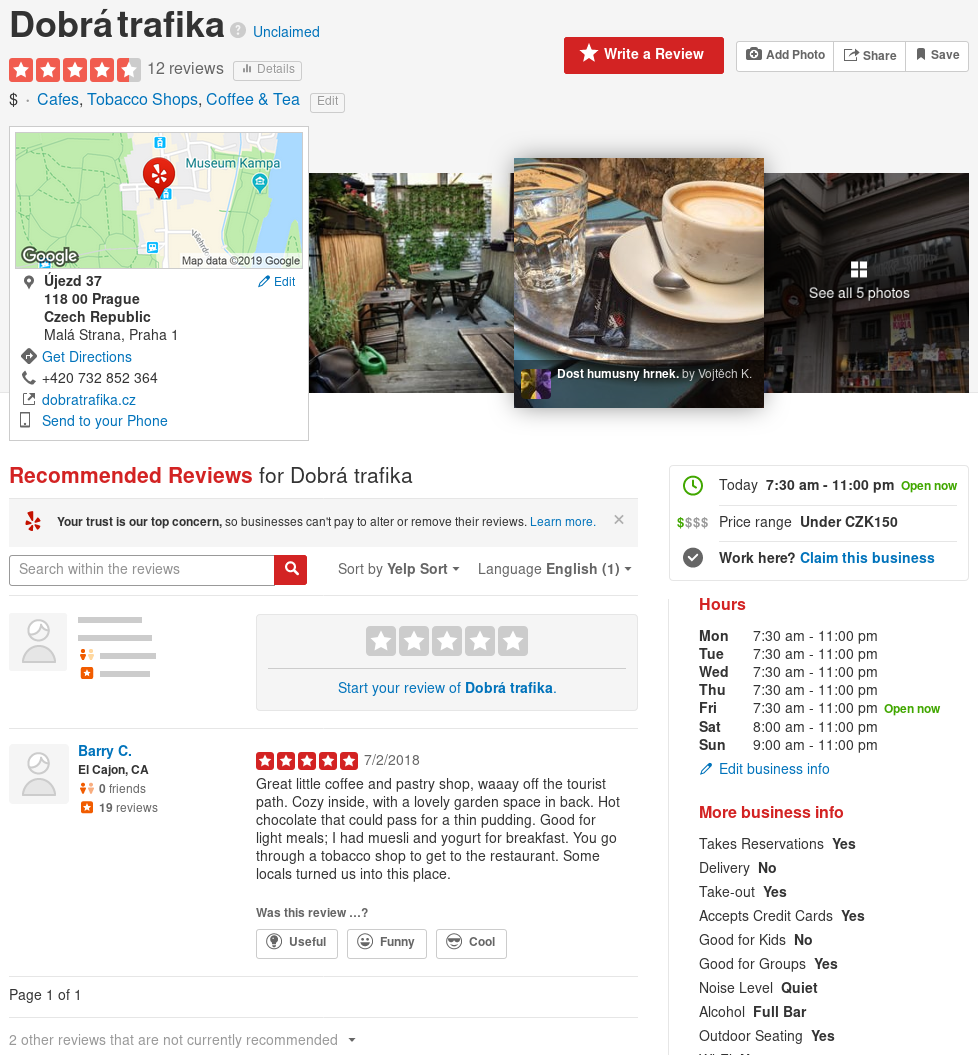 Dobrá trafika ? Unclaimed
12 reviews Details
Write a Review Add Photo Share Save
$ · Cafes, Tobacco Shops, Coffee & Tea Edit
Museum Kampa
Google Map data ©2019 Google
Újezd 37 Edit
118 00 Prague
Czech Republic
Malá Strana, Praha 1
Get Directions
+420 732 852 364
dobratrafika.cz
Send to your Phone
Dost humusny hrnek. by Vojtěch K.
See all 5 photos
Recommended Reviews for Dobrá trafika
Your trust is our top concern, so businesses can't pay to alter or remove their reviews. Learn more. ×
Search within the reviews Sort by Yelp Sort Language English (1)
Start your review of Dobrá trafika.
Barry C.
El Cajon, CA
0 friends
19 reviews
7/2/2018
Great little coffee and pastry shop, waaay off the tourist
path. Cozy inside, with a lovely garden space in back. Hot
chocolate that could pass for a thin pudding. Good for
light meals; I had muesli and yogurt for breakfast. You go
through a tobacco shop to get to the restaurant. Some
locals turned us into this place.
Was this review …?
Useful Funny Cool
Page 1 of 1
2 other reviews that are not currently recommended
Today 7:30 am - 11:00 pm Open now
$$$$ Price range Under CZK150
Work here? Claim this business
Hours
Mon 7:30 am - 11:00 pm
Tue 7:30 am - 11:00 pm
Wed 7:30 am - 11:00 pm
Thu 7:30 am - 11:00 pm
Fri 7:30 am - 11:00 pm Open now
Sat 8:00 am - 11:00 pm
Sun 9:00 am - 11:00 pm
Edit business info
More business info
Takes Reservations Yes
Delivery No
Take-out Yes
Accepts Credit Cards Yes
Good for Kids No
Good for Groups Yes
Noise Level Quiet
Alcohol Full Bar
Outdoor Seating Yes